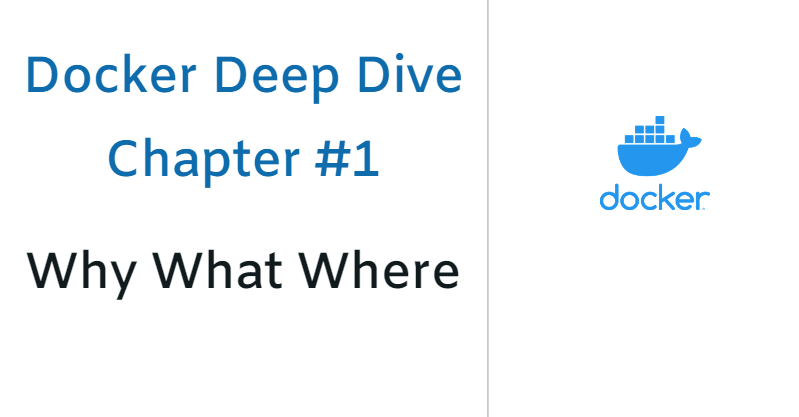 Docker Deep Dive
Chapter #1
Why What Where
docker